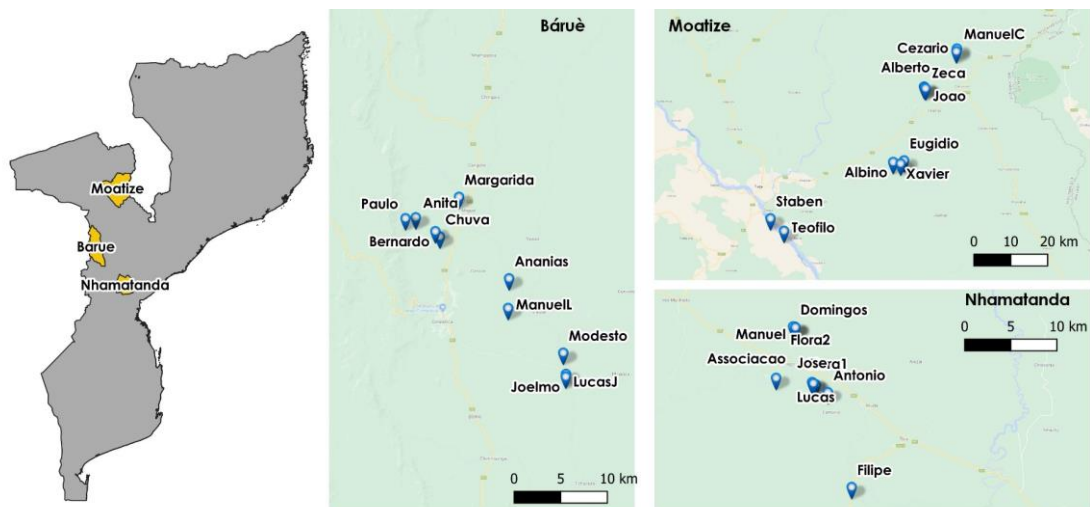 Moatize
Barue
Nhamatanda
Báruè
Margarida
Paulo
Anita
Chuva
Bernardo
Ananias
ManuelL
Modesto
Joelmo
LucasJ
0 5 10 km
Moatize
ManuelC
Cezario
Alberto
Zeca
Joao
Eugidio
Albino
Xavier
Staben
Teofilo
0 10 20 km
Nhamatanda
0 5 10 km
Domingos
Manuel
Flora2
Associacao
Josera1
Antonio
Lucas
Filipe